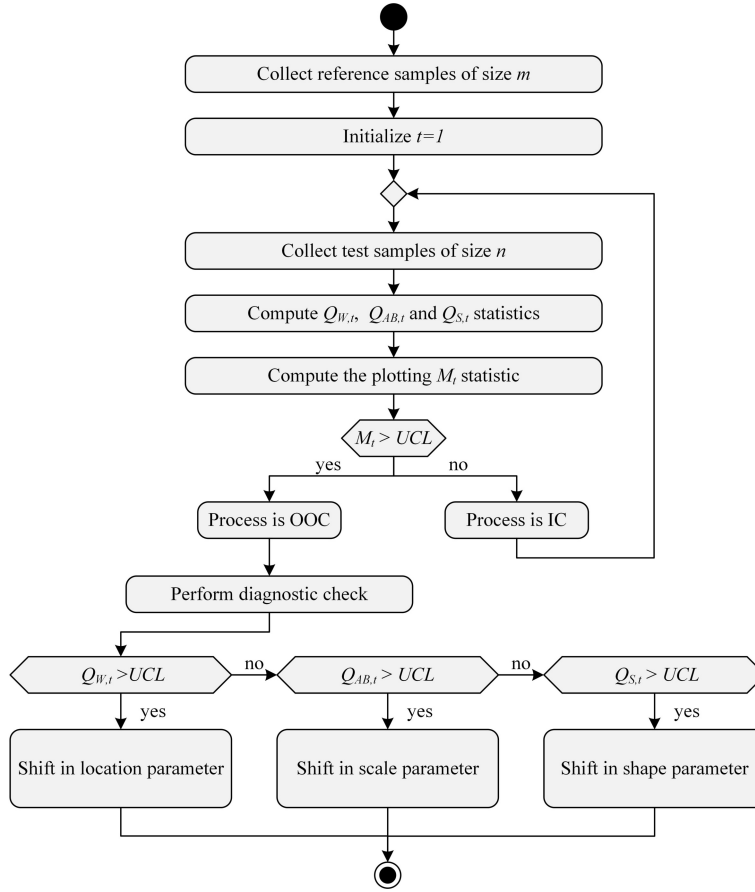 Collect reference samples of size m
Initialize t=1
Collect test samples of size n
Compute Q_{W,t}, Q_{AB,t} and Q_{S,t} statistics
Compute the plotting M_t statistic
M_t > UCL
yes
no
Process is OOC
Process is IC
Perform diagnostic check
Q_{W,t} >UCL
no
Q_{AB,t} > UCL
no
Q_{S,t} > UCL
yes
yes
yes
Shift in location parameter
Shift in scale parameter
Shift in shape parameter